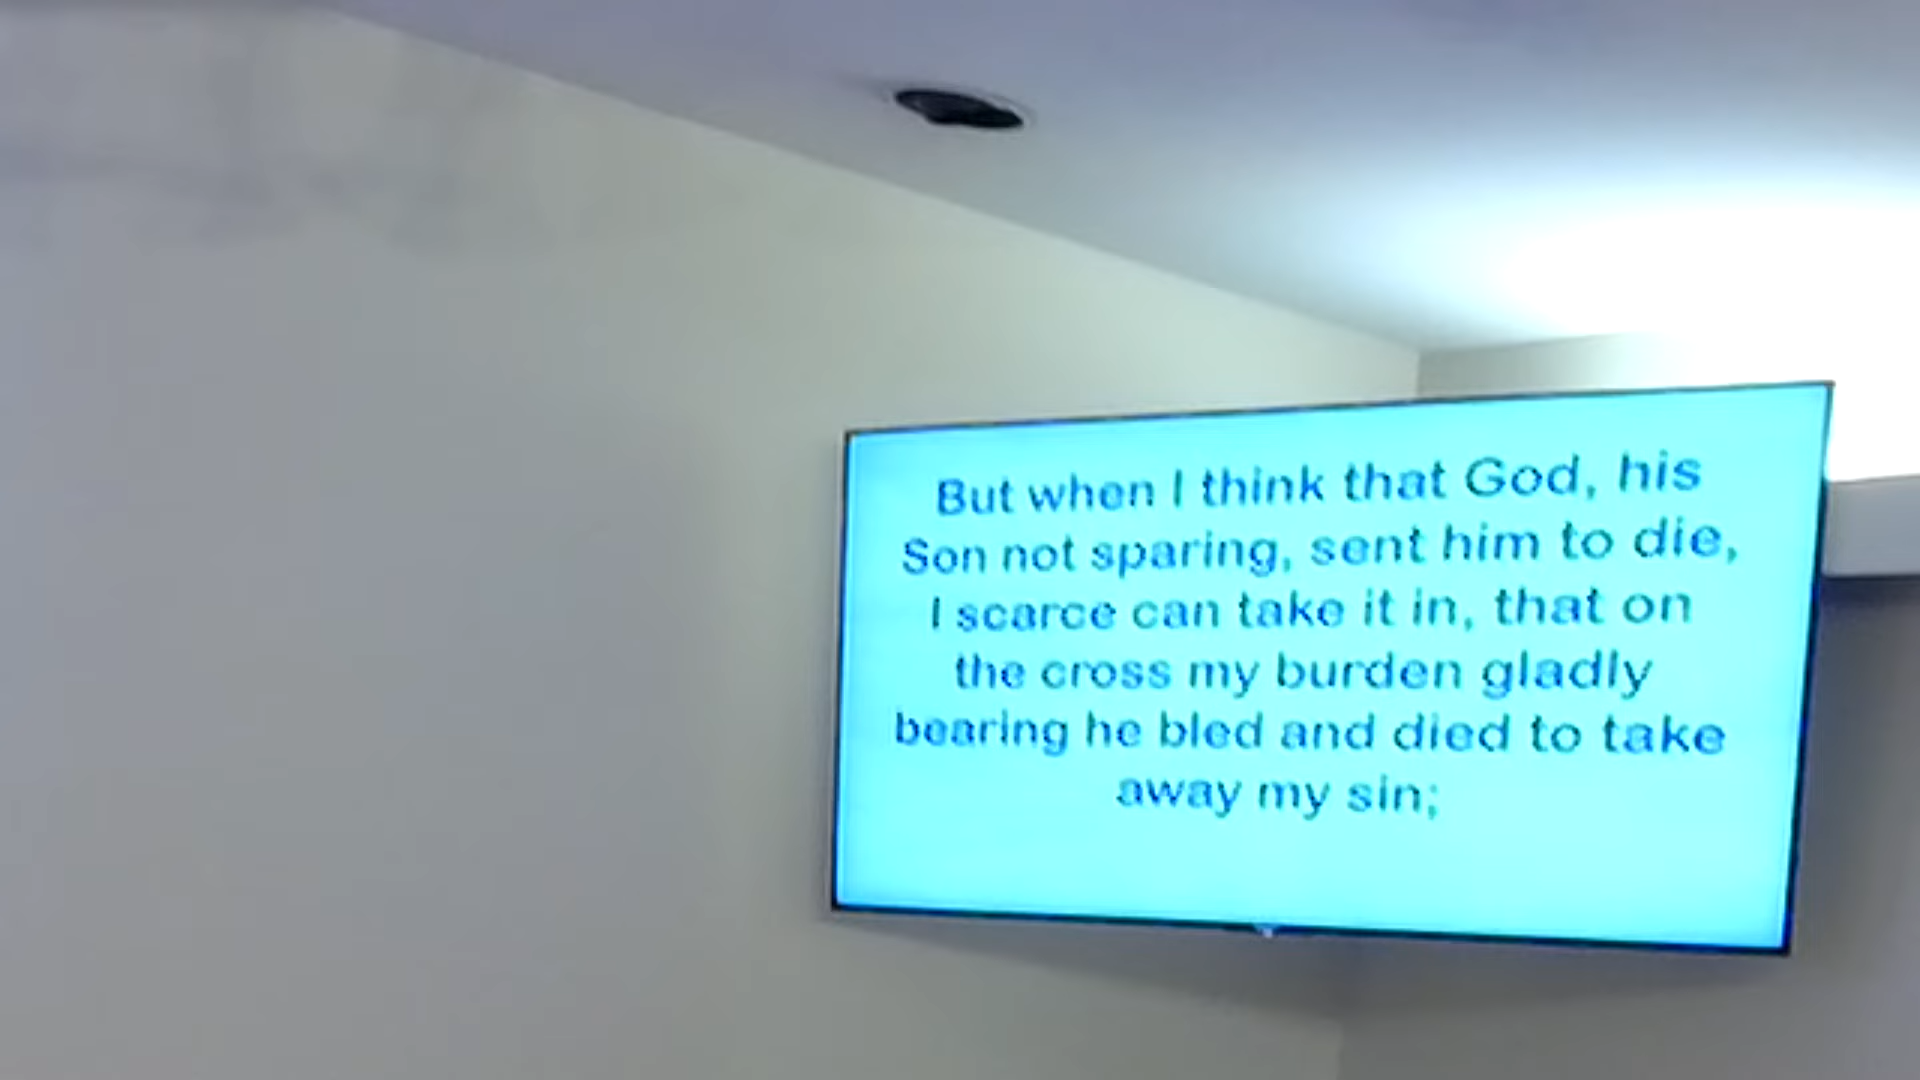 But when I think that God, his
Son not sparing, sent him to die,
I scarce can take it in, that on
the cross my burden gladly
bearing he bled and died to take
away my sin;